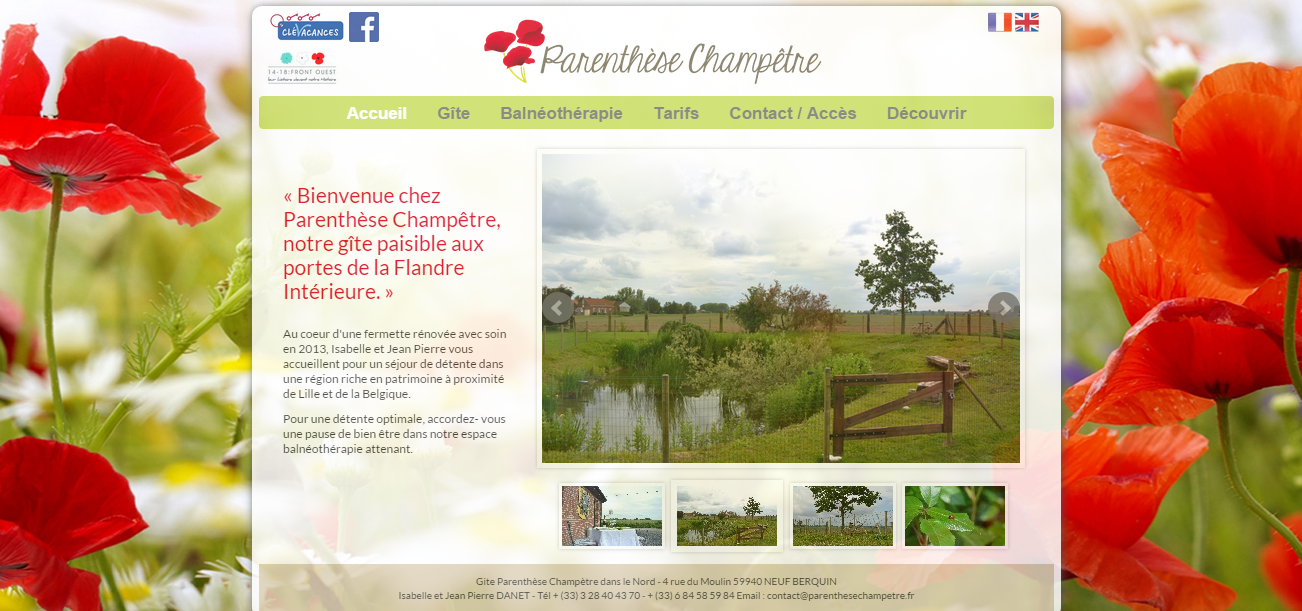 CLÉVACANCES
14-18:FRONT OUEST
Parenthèse Champêtre
Accueil Gîte Balnéothérapie Tarifs Contact / Accès Découvrir
« Bienvenue chez
Parenthèse Champêtre,
notre gîte paisible aux
portes de la Flandre
Intérieure. »
Au coeur d'une fermette rénovée avec soin
en 2013, Isabelle et Jean Pierre vous
accueillent pour un séjour de détente dans
une région riche en patrimoine à proximité
de Lille et de la Belgique.
Pour une détente optimale, accordez- vous
une pause de bien être dans notre espace
balnéothérapie attenant.
Gite Parenthèse Champètre dans le Nord - 4 rue du Moulin 59940 NEUF BERQUIN
Isabelle et Jean Pierre DANET - Tél + (33) 3 28 40 43 70 - + (33) 6 84 58 59 84 Email : contact@parenthesechampetre.fr